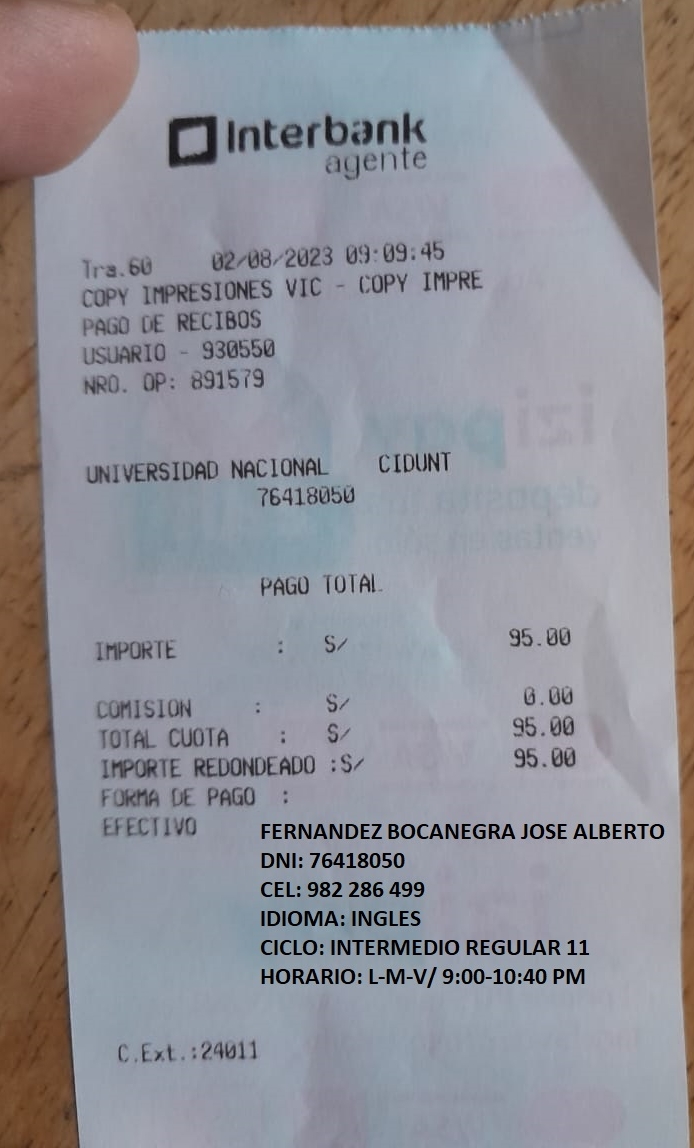 Interbank
agente
Tra.60 02/08/2023 09:09:45
COPY IMPRESIONES VIC - COPY IMPRE
PAGO DE RECIBOS
USUARIO - 930550
NRO. OP: 891579
UNIVERSIDAD NACIONAL CIDUNT
76418050
PAGO TOTAL
IMPORTE : S/ 95.00
COMISION : S/ 0.00
TOTAL CUOTA : S/ 95.00
IMPORTE REDONDEADO :S/ 95.00
FORMA DE PAGO :
EFECTIVO
FERNANDEZ BOCANEGRA JOSE ALBERTO
DNI: 76418050
CEL: 982 286 499
IDIOMA: INGLES
CICLO: INTERMEDIO REGULAR 11
HORARIO: L-M-V/ 9:00-10:40 PM
C.Ext.:24011